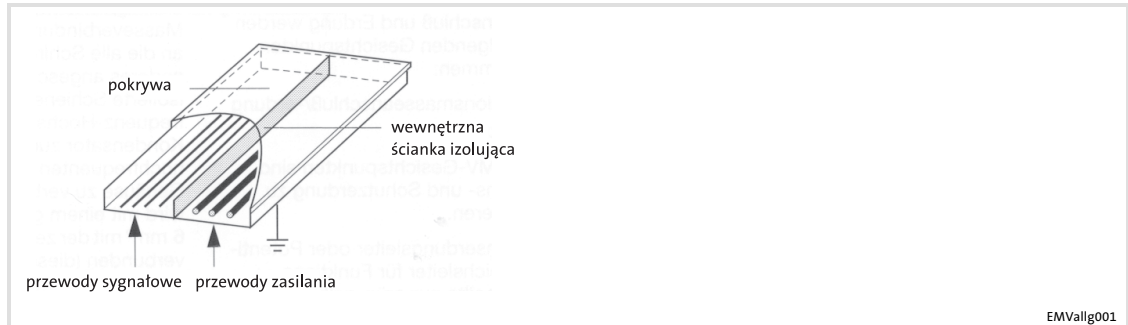 pokrywa
wewnętrzna
ścianka izolująca
przewody sygnałowe przewody zasilania
EMVallg001